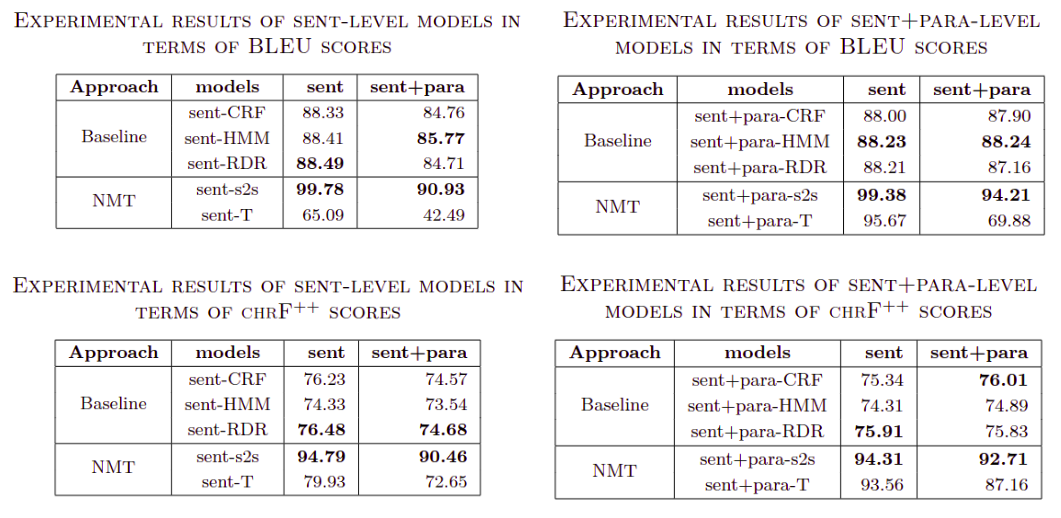 EXPERIMENTAL RESULTS OF SENT-LEVEL MODELS IN
TERMS OF BLEU SCORES
Approach models sent sent+para
sent-CRF 88.33 84.76
Baseline sent-HMM 88.41 85.77
sent-RDR 88.49 84.71
sent-s2s 99.78 90.93
NMT
sent-T 65.09 42.49
EXPERIMENTAL RESULTS OF SENT+PARA-LEVEL
MODELS IN TERMS OF BLEU SCORES
Approach models sent sent+para
sent+para-CRF 88.00 87.90
Baseline sent+para-HMM 88.23 88.24
sent+para-RDR 88.21 87.16
sent+para-s2s 99.38 94.21
NMT
sent+para-T 95.67 69.88
EXPERIMENTAL RESULTS OF SENT-LEVEL MODELS IN
TERMS OF CHRF++ SCORES
Approach models sent sent+para
sent-CRF 76.23 74.57
Baseline sent-HMM 74.33 73.54
sent-RDR 76.48 74.68
sent-s2s 94.79 90.46
NMT
sent-T 79.93 72.65
EXPERIMENTAL RESULTS OF SENT+PARA-LEVEL
MODELS IN TERMS OF CHRF++ SCORES
Approach models sent sent+para
sent+para-CRF 75.34 76.01
Baseline sent+para-HMM 74.31 74.89
sent+para-RDR 75.91 75.83
sent+para-s2s 94.31 92.71
NMT
sent+para-T 93.56 87.16